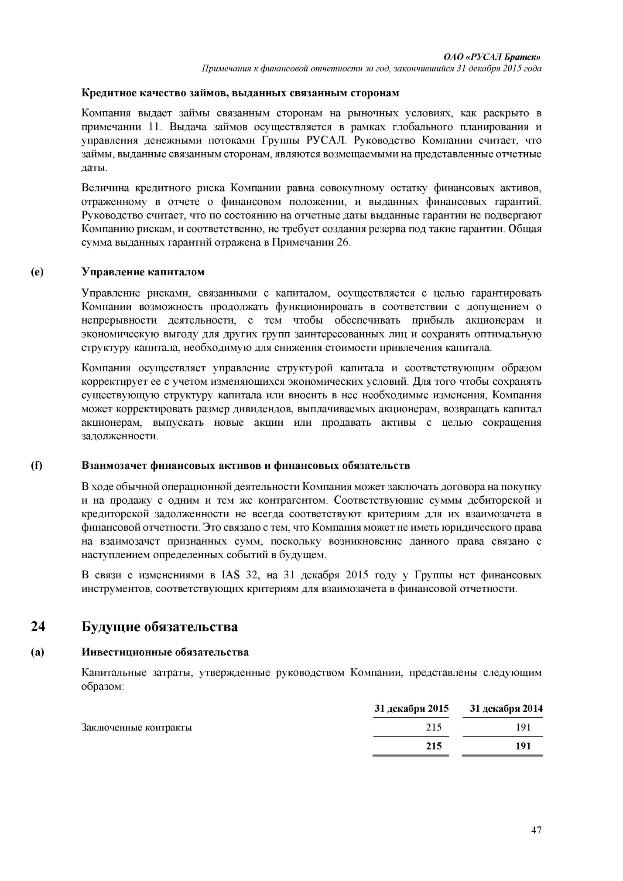 ОАО «РУСАЛ Братск»
Примечания к финансовой отчетности за год, закончившийся 31 декабря 2015 года
Кредитное качество займов, выданных связанным сторонам
Компания выдает займы связанным сторонам на рыночных условиях, как раскрыто в
примечании 11. Выдача займов осуществляется в рамках глобального планирования и
управления денежными потоками Группы РУСАЛ. Руководство Компании считает, что
займы, выданные связанным сторонам, являются возмещаемыми на представленные отчетные
даты.
Величина кредитного риска Компании равна совокупному остатку финансовых активов,
отраженному в отчете о финансовом положении, и выданных финансовых гарантий.
Руководство считает, что по состоянию на отчетные даты выданные гарантии не подвергают
Компанию рискам, и соответственно, не требует создания резерва под такие гарантии. Общая
сумма выданных гарантий отражена в Примечании 26.
(e) Управление капиталом
Управление рисками, связанными с капиталом, осуществляется с целью гарантировать
Компании возможность продолжать функционировать в соответствии с допущением о
непрерывности деятельности, с тем чтобы обеспечивать прибыль акционерам и
экономическую выгоду для других групп заинтересованных лиц и сохранять оптимальную
структуру капитала, необходимую для снижения стоимости привлечения капитала.
Компания осуществляет управление структурой капитала и соответствующим образом
корректирует ее с учетом изменяющихся экономических условий. Для того чтобы сохранять
существующую структуру капитала или вносить в нее необходимые изменения, Компания
может корректировать размер дивидендов, выплачиваемых акционерам, возвращать капитал
акционерам, выпускать новые акции или продавать активы с целью сокращения
задолженности.
(f) Взаимозачет финансовых активов и финансовых обязательств
В ходе обычной операционной деятельности Компания может заключать договора на покупку
и на продажу с одним и тем же контрагентом. Соответствующие суммы дебиторской и
кредиторской задолженности не всегда соответствуют критериям для их взаимозачета в
финансовой отчетности. Это связано с тем, что Компания может не иметь юридического права
на взаимозачет признанных сумм, поскольку возникновение данного права связано с
наступлением определенных событий в будущем.
В связи с изменениями в IAS 32, на 31 декабря 2015 году у Группы нет финансовых
инструментов, соответствующих критериям для взаимозачета в финансовой отчетности.
24 Будущие обязательства
(a) Инвестиционные обязательства
Капитальные затраты, утвержденные руководством Компании, представлены следующим
образом:
31 декабря 2015 31 декабря 2014
Заключенные контракты 215 191
215 191
47